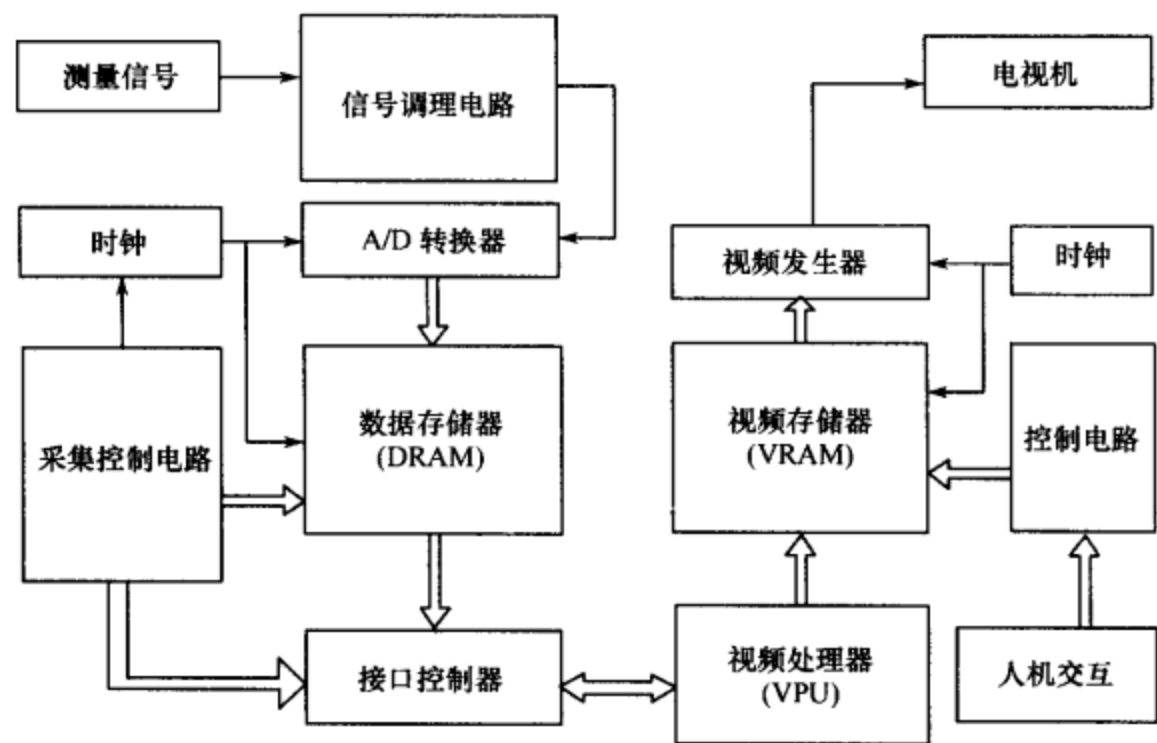 测量信号
信号调理电路
电视机
时钟
A/D 转换器
视频发生器
时钟
采集控制电路
数据存储器
(DRAM)
视频存储器
(VRAM)
控制电路
接口控制器
视频处理器
(VPU)
人机交互